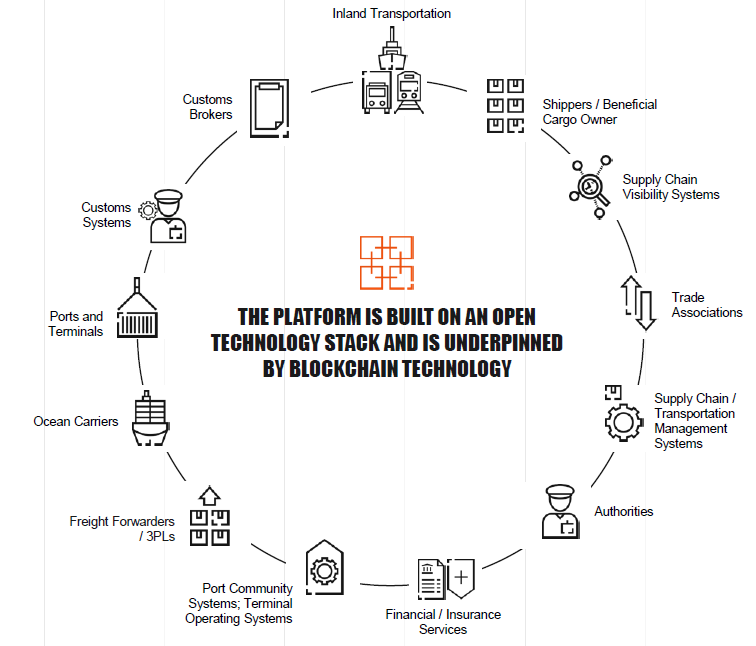 Inland Transportation
Customs
Brokers
Shippers / Beneficial
Cargo Owner
Supply Chain
Visibility Systems
Customs
Systems
Trade
Associations
Ports and
Terminals
THE PLATFORM IS BUILT ON AN OPEN
TECHNOLOGY STACK AND IS UNDERPINNED
BY BLOCKCHAIN TECHNOLOGY
Supply Chain /
Transportation
Management
Systems
Ocean Carriers
Authorities
Freight Forwarders
/ 3PLs
Port Community
Systems; Terminal
Operating Systems
Financial / Insurance
Services